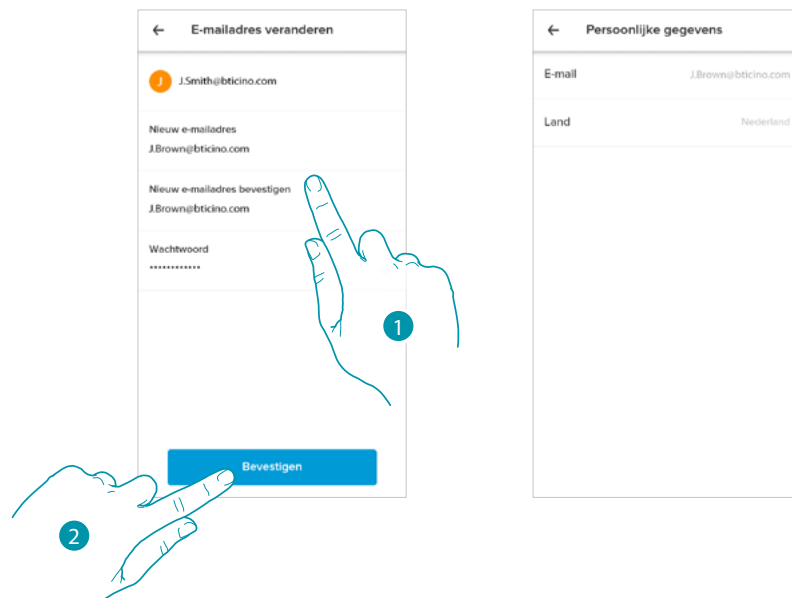 E-mailadres veranderen
J
J.Smith@bticino.com
Nieuw e-mailadres
J.Brown@bticino.com
Nieuw e-mailadres bevestigen
J.Brown@bticino.com
Wachtwoord
************
1
Bevestigen
2
Persoonlijke gegevens
E-mail J.Brown@bticino.com
Land Nederland